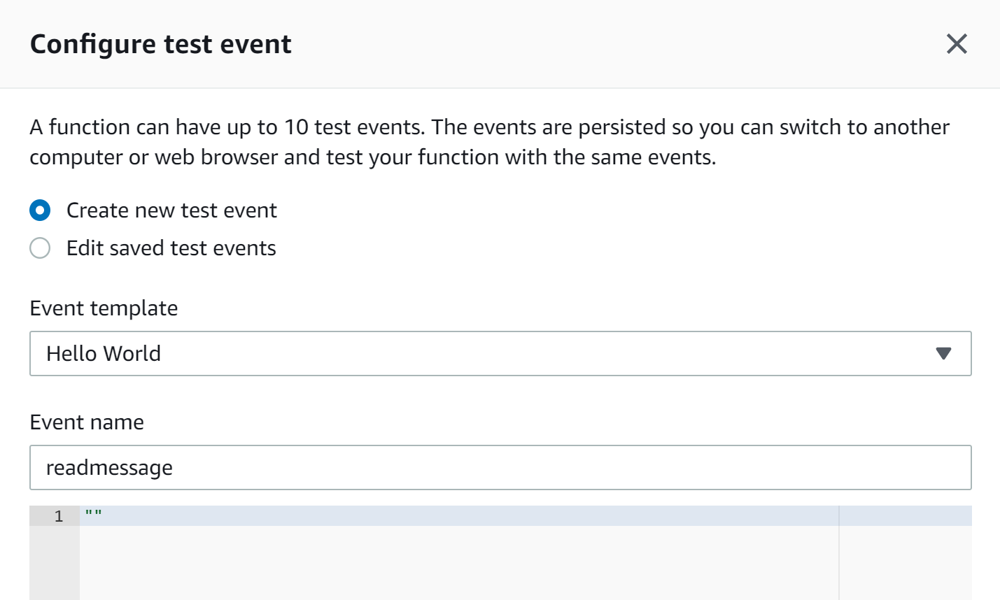 Configure test event
A function can have up to 10 test events. The events are persisted so you can switch to another
computer or web browser and test your function with the same events.
Create new test event
Edit saved test events
Event template
Hello World
Event name
readmessage
1 ""